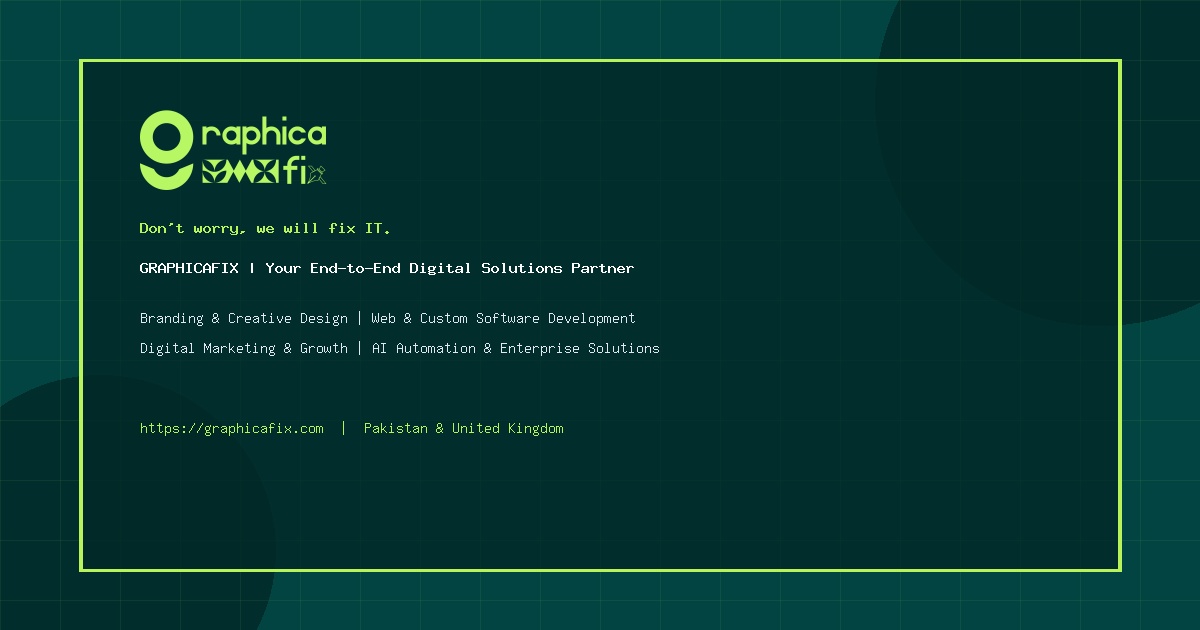 graphica
fix
Don't worry, we will fix IT.
GRAPHICAFIX | Your End-to-End Digital Solutions Partner
Branding & Creative Design | Web & Custom Software Development
Digital Marketing & Growth | AI Automation & Enterprise Solutions
https://graphicafix.com | Pakistan & United Kingdom